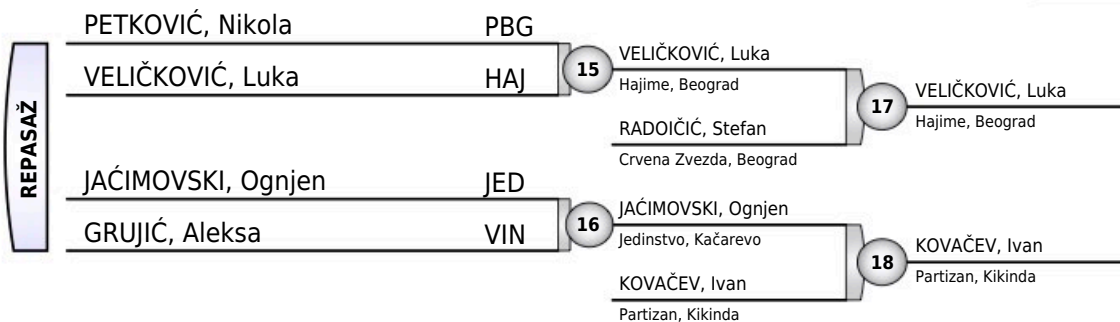 REPASAŽ
PETKOVIĆ, Nikola PBG
VELIČKOVIĆ, Luka HAJ
15
VELIČKOVIĆ, Luka
Hajime, Beograd
RADOIČIĆ, Stefan
Crvena Zvezda, Beograd
17
VELIČKOVIĆ, Luka
Hajime, Beograd
JAĆIMOVSKI, Ognjen JED
GRUJIĆ, Aleksa VIN
16
JAĆIMOVSKI, Ognjen
Jedinstvo, Kačarevo
KOVAČEV, Ivan
Partizan, Kikinda
18
KOVAČEV, Ivan
Partizan, Kikinda